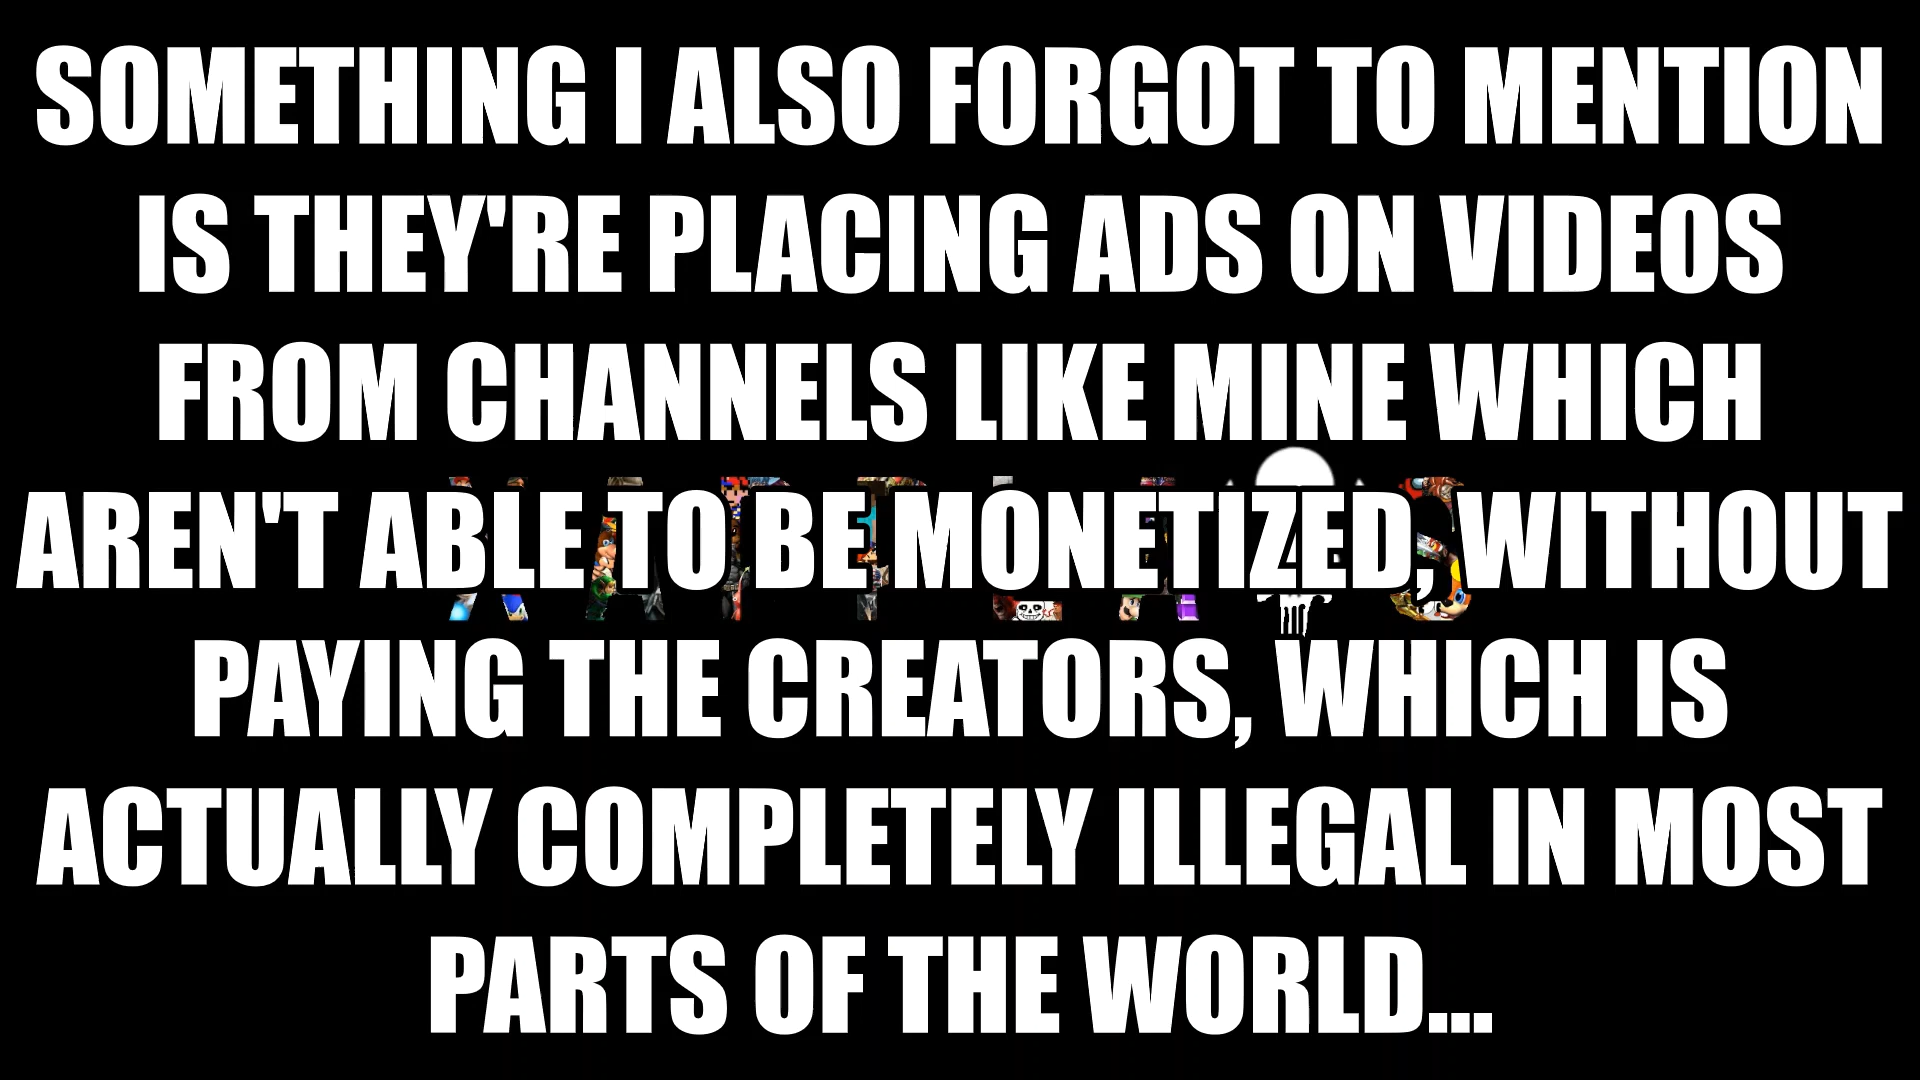 SOMETHING I ALSO FORGOT TO MENTION
IS THEY'RE PLACING ADS ON VIDEOS
FROM CHANNELS LIKE MINE WHICH
AREN'T ABLE TO BE MONETIZED, WITHOUT
PAYING THE CREATORS, WHICH IS
ACTUALLY COMPLETELY ILLEGAL IN MOST
PARTS OF THE WORLD...